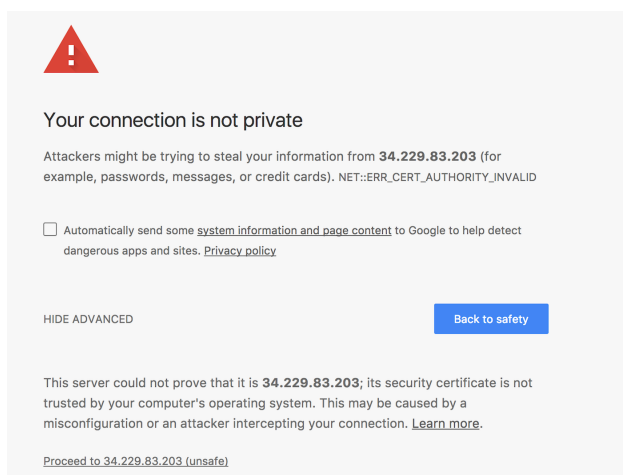 Your connection is not private
Attackers might be trying to steal your information from 34.229.83.203 (for
example, passwords, messages, or credit cards). NET::ERR_CERT_AUTHORITY_INVALID
Automatically send some system information and page content to Google to help detect
dangerous apps and sites. Privacy policy
HIDE ADVANCED
Back to safety
This server could not prove that it is 34.229.83.203; its security certificate is not
trusted by your computer's operating system. This may be caused by a
misconfiguration or an attacker intercepting your connection. Learn more.
Proceed to 34.229.83.203 (unsafe)